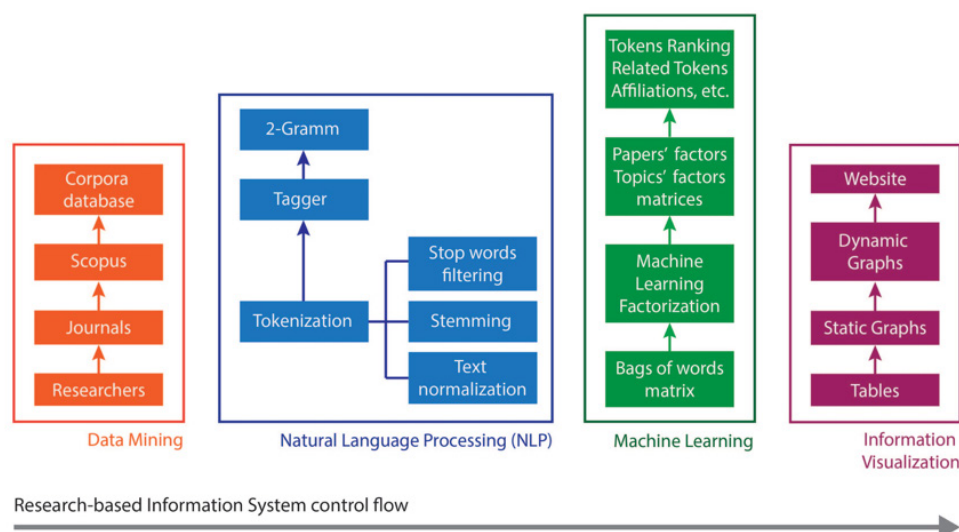 Corpora
database
Scopus
Journals
Researchers
Data Mining
2-Gramm
Tagger
Tokenization
Stop words
filtering
Stemming
Text
normalization
Natural Language Processing (NLP)
Tokens Ranking
Related Tokens
Affiliations, etc.
Papers’ factors
Topics’ factors
matrices
Machine
Learning
Factorization
Bags of words
matrix
Machine Learning
Website
Dynamic
Graphs
Static Graphs
Tables
Information
Visualization
Research-based Information System control flow